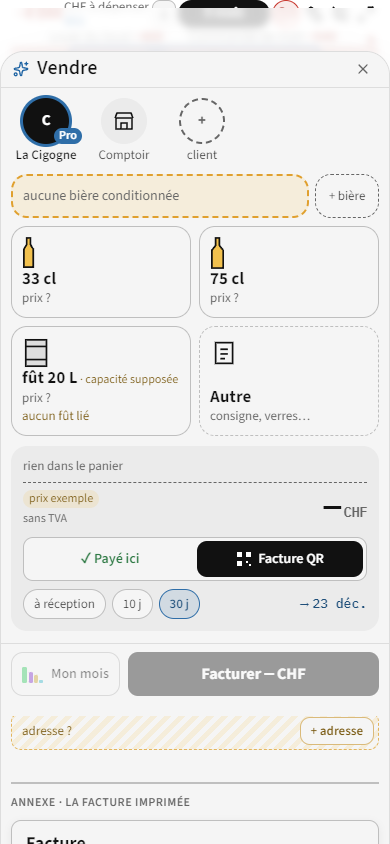 CHF à dépenser
Vendre
C
Pro
+
La Cigogne
Comptoir
client
aucune bière conditionnée
+ bière
33 cl
prix ?
75 cl
prix ?
fût 20 L · capacité supposée
prix ?
aucun fût lié
Autre
consigne, verres…
rien dans le panier
prix exemple
sans TVA
— CHF
✓ Payé ici
Facture QR
à réception
10 j
30 j
→ 23 déc.
Mon mois
Facturer — CHF
adresse ?
+ adresse
ANNEXE · LA FACTURE IMPRIMÉE
Facture